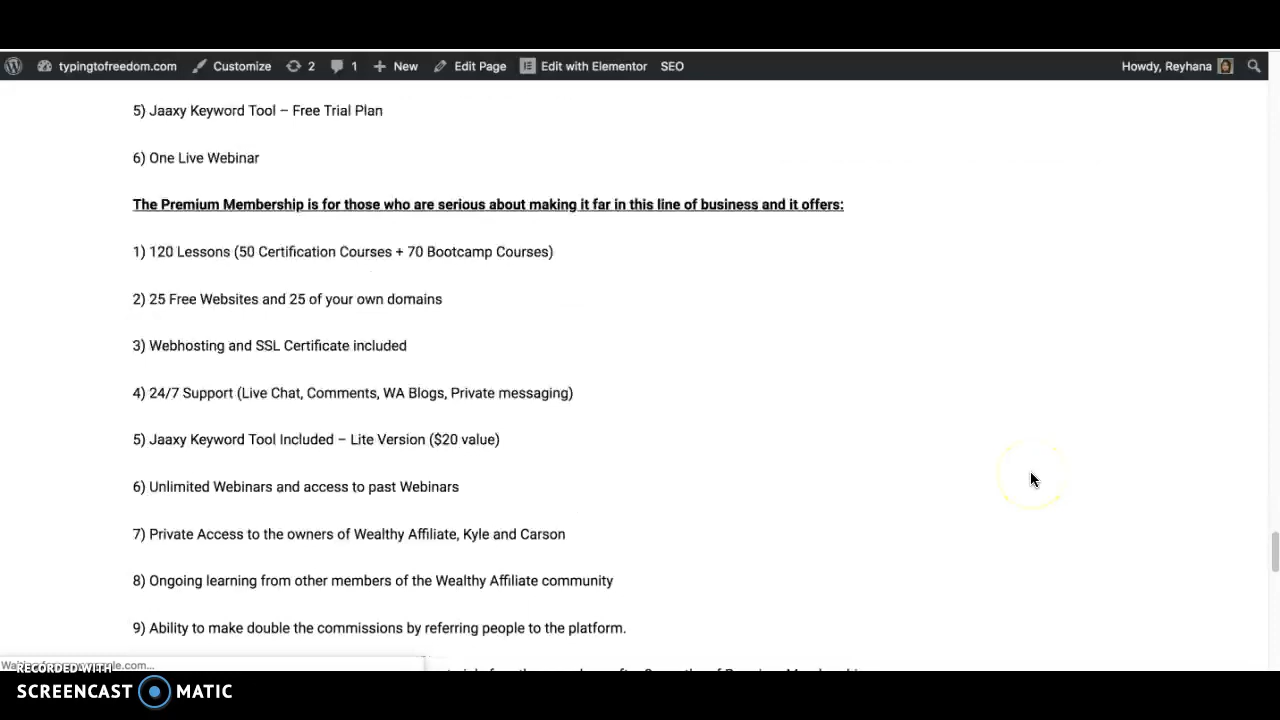 typingtofreedom.com Customize 2 1 New Edit Page Edit with Elementor SEO Howdy, Reyhana
5) Jaaxy Keyword Tool – Free Trial Plan
6) One Live Webinar
The Premium Membership is for those who are serious about making it far in this line of business and it offers:
1) 120 Lessons (50 Certification Courses + 70 Bootcamp Courses)
2) 25 Free Websites and 25 of your own domains
3) Webhosting and SSL Certificate included
4) 24/7 Support (Live Chat, Comments, WA Blogs, Private messaging)
5) Jaaxy Keyword Tool Included – Lite Version ($20 value)
6) Unlimited Webinars and access to past Webinars
7) Private Access to the owners of Wealthy Affiliate, Kyle and Carson
8) Ongoing learning from other members of the Wealthy Affiliate community
9) Ability to make double the commissions by referring people to the platform.
RECORDED WITH
SCREENCAST MATIC